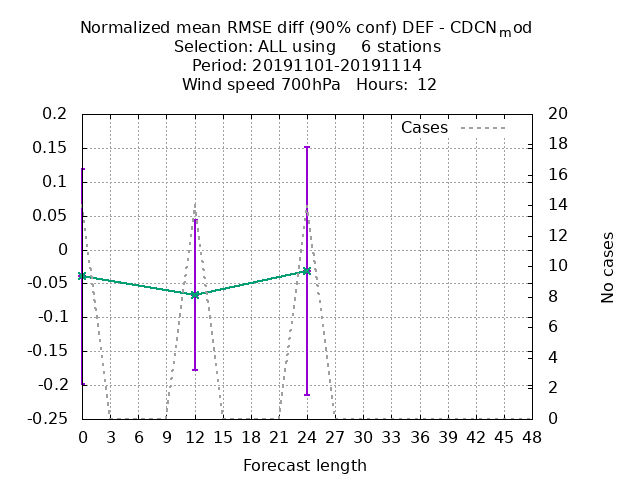 Normalized mean RMSE diff (90% conf) DEF - CDCNmod
Selection: ALL using 6 stations
Period: 20191101-20191114
Wind speed 700hPa Hours: 12
Cases
0.2
0.15
0.1
0.05
0
-0.05
-0.1
-0.15
-0.2
-0.25
20
18
16
14
12
10
8
6
4
2
0
No cases
0 3 6 9 12 15 18 21 24 27 30 33 36 39 42 45 48
Forecast length